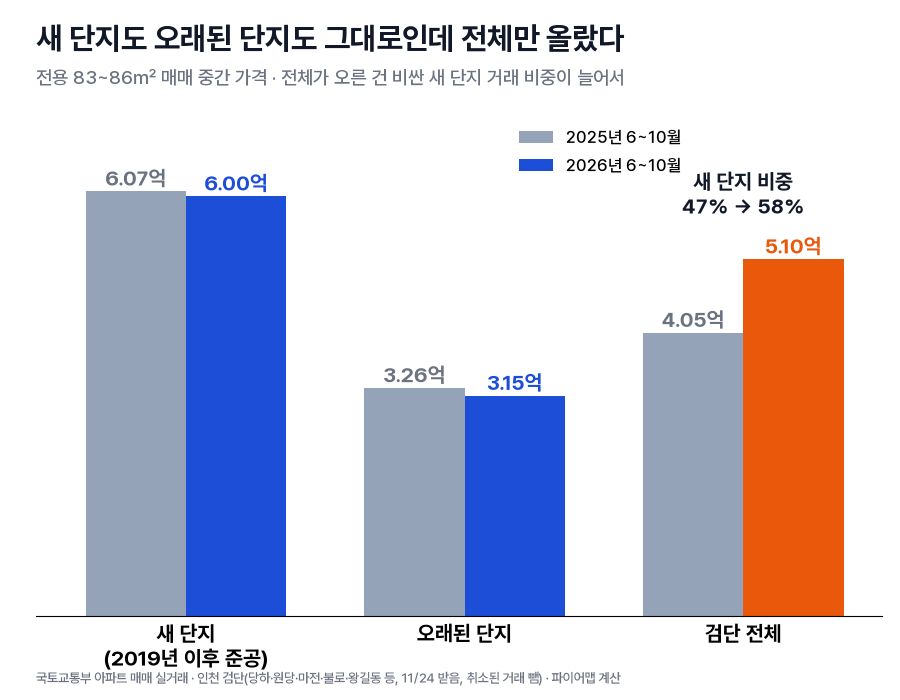 새 단지도 오래된 단지도 그대로인데 전체만 올랐다
전용 83~86m² 매매 중간 가격 · 전체가 오른 건 비싼 새 단지 거래 비중이 늘어서
2025년 6~10월
2026년 6~10월
새 단지 비중
47% → 58%
6.07억
6.00억
3.26억
3.15억
4.05억
5.10억
새 단지
(2019년 이후 준공)
오래된 단지
검단 전체
국토교통부 아파트 매매 실거래 · 인천 검단(당하·원당·마전·불로·왕길동 등, 11/24 받음, 취소된 거래 뺌) · 파이어맵 계산